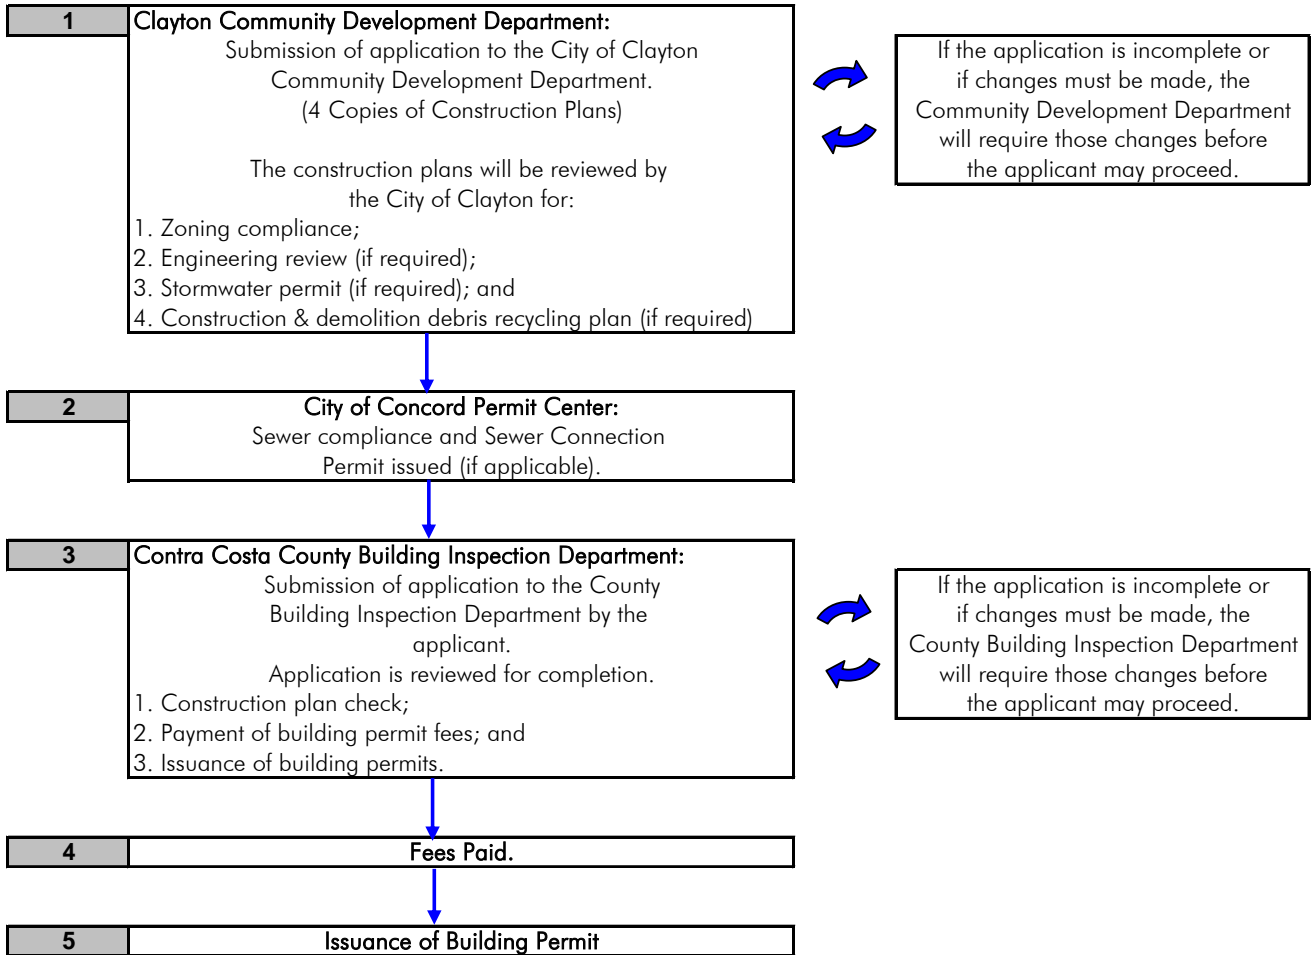 1
Clayton Community Development Department:
Submission of application to the City of Clayton
Community Development Department.
(4 Copies of Construction Plans)
The construction plans will be reviewed by
the City of Clayton for:
1. Zoning compliance;
2. Engineering review (if required);
3. Stormwater permit (if required); and
4. Construction & demolition debris recycling plan (if required)
If the application is incomplete or
if changes must be made, the
Community Development Department
will require those changes before
the applicant may proceed.
2
City of Concord Permit Center:
Sewer compliance and Sewer Connection
Permit issued (if applicable).
3
Contra Costa County Building Inspection Department:
Submission of application to the County
Building Inspection Department by the
applicant.
Application is reviewed for completion.
1. Construction plan check;
2. Payment of building permit fees; and
3. Issuance of building permits.
If the application is incomplete or
if changes must be made, the
County Building Inspection Department
will require those changes before
the applicant may proceed.
4
Fees Paid.
5
Issuance of Building Permit